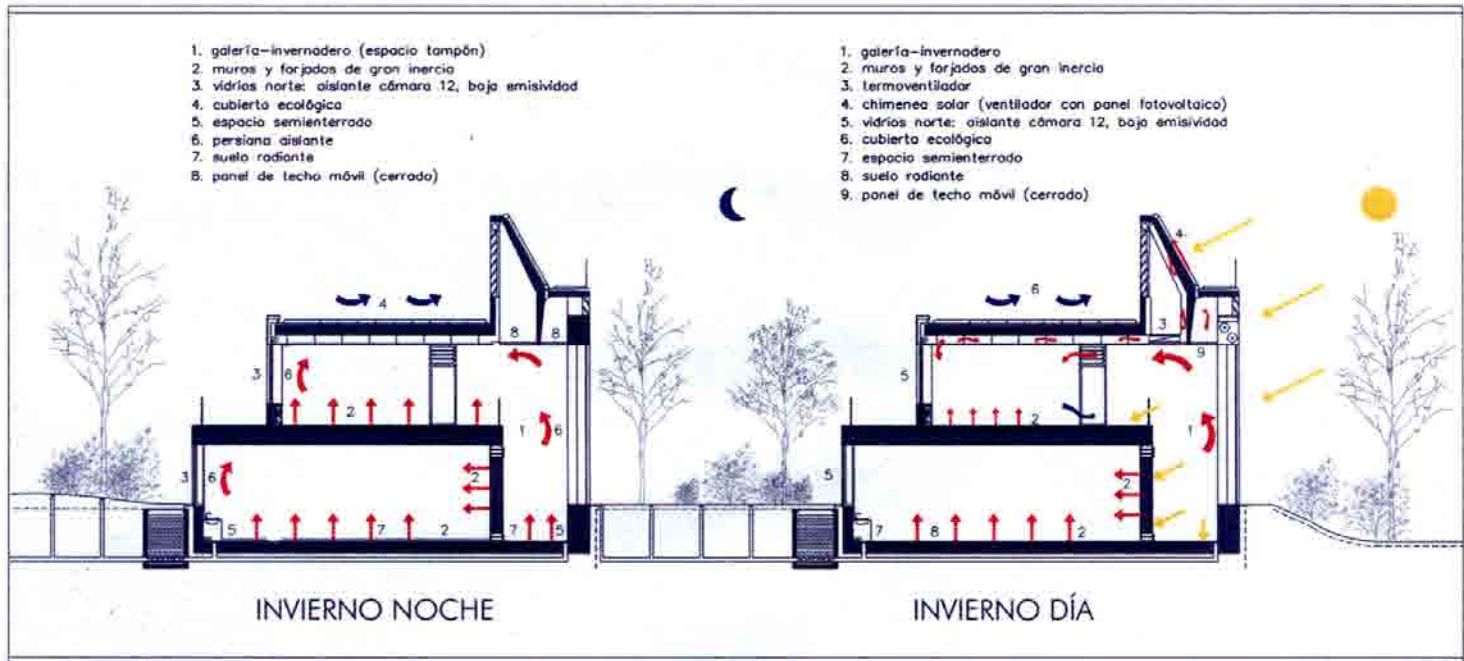 1. galería-invernadero (espacio tampón)
2. muros y forjados de gran inercia
3. vidrios norte: aislante cámara 12, baja emisividad
4. cubierta ecológica
5. espacio semienterrado
6. persiana aislante
7. suelo radiante
8. panel de techo móvil (cerrado)
4
8 8
3 6
2
1 6
3 6 2
5 7 2 7 5
INVIERNO NOCHE
1. galería-invernadero
2. muros y forjados de gran inercia
3. termoventilador
4. chimenea solar (ventilador con panel fotovoltaico)
5. vidrios norte: aislante cámara 12, baja emisividad
6. cubierta ecológica
7. espacio semienterrado
8. suelo radiante
9. panel de techo móvil (cerrado)
4
6
3
9
5
2
1
5 2
7 8 2
INVIERNO DÍA